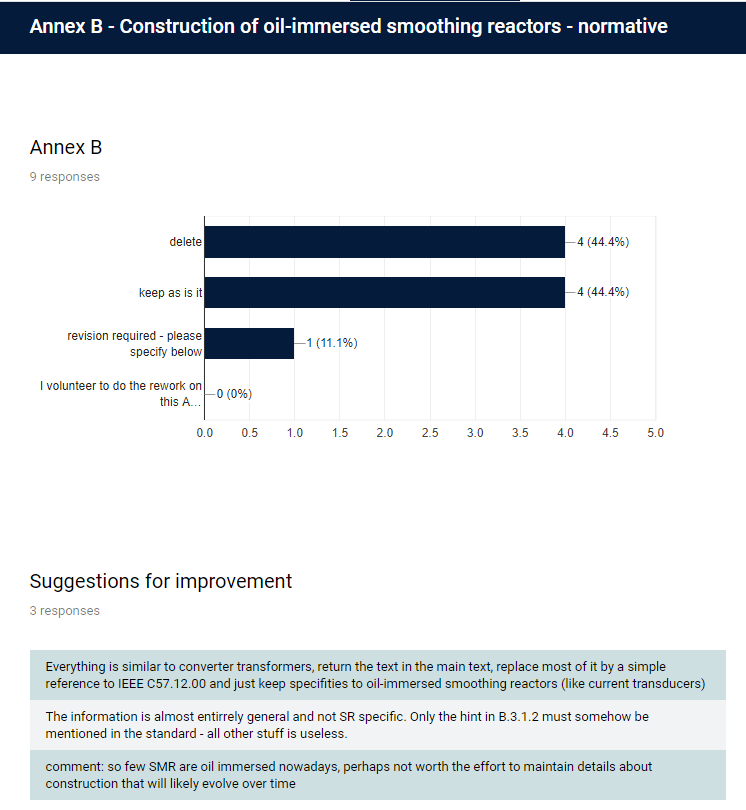 Annex B - Construction of oil-immersed smoothing reactors - normative
Annex B
9 responses
delete
4 (44.4%)
keep as is it
4 (44.4%)
revision required - please
specify below
1 (11.1%)
I volunteer to do the rework on
this A...
0 (0%)
0.0 0.5 1.0 1.5 2.0 2.5 3.0 3.5 4.0 4.5 5.0
Suggestions for improvement
3 responses
Everything is similar to converter transformers, return the text in the main text, replace most of it by a simple
reference to IEEE C57.12.00 and just keep specifities to oil-immersed smoothing reactors (like current transducers)
The information is almost entirrely general and not SR specific. Only the hint in B.3.1.2 must somehow be
mentioned in the standard - all other stuff is useless.
comment: so few SMR are oil immersed nowadays, perhaps not worth the effort to maintain details about
construction that will likely evolve over time